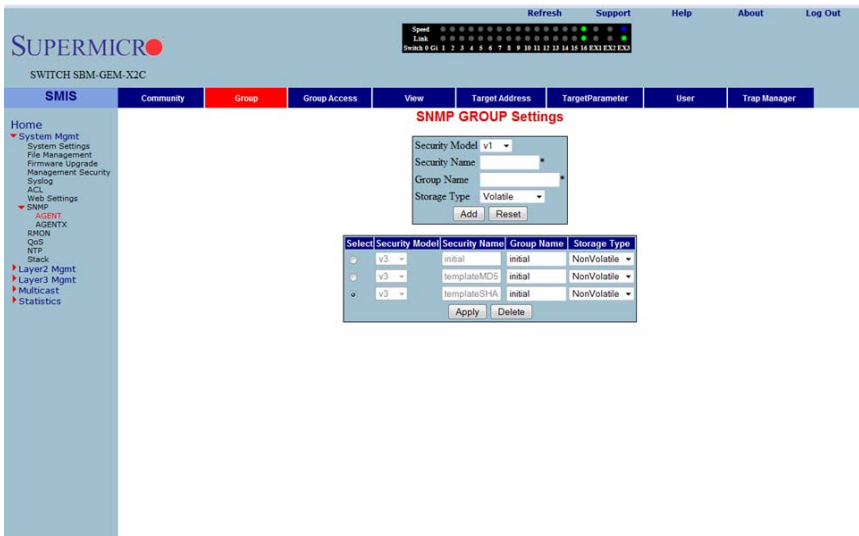 Refresh Support Help About Log Out
SUPERMICRO
Speed
Link
Switch 0 Gi 1 2 3 4 5 6 7 8 9 10 11 12 13 14 15 16 EX1 EX2 EX3
SWITCH SBM-GEM-X2C
SMIS
Community Group Group Access View Target Address TargetParameter User Trap Manager
Home
System Mgmt
System Settings
File Management
Firmware Upgrade
Management Security
Syslog
ACL
Web Settings
SNMP
AGENT
AGENTX
RMON
QoS
NTP
Stack
Layer2 Mgmt
Layer3 Mgmt
Multicast
Statistics
SNMP GROUP Settings
Security Model v1
Security Name *
Group Name *
Storage Type Volatile
Add Reset
Select Security Model Security Name Group Name Storage Type
v3 initial initial NonVolatile
v3 templateMD5 initial NonVolatile
v3 templateSHA initial NonVolatile
Apply Delete